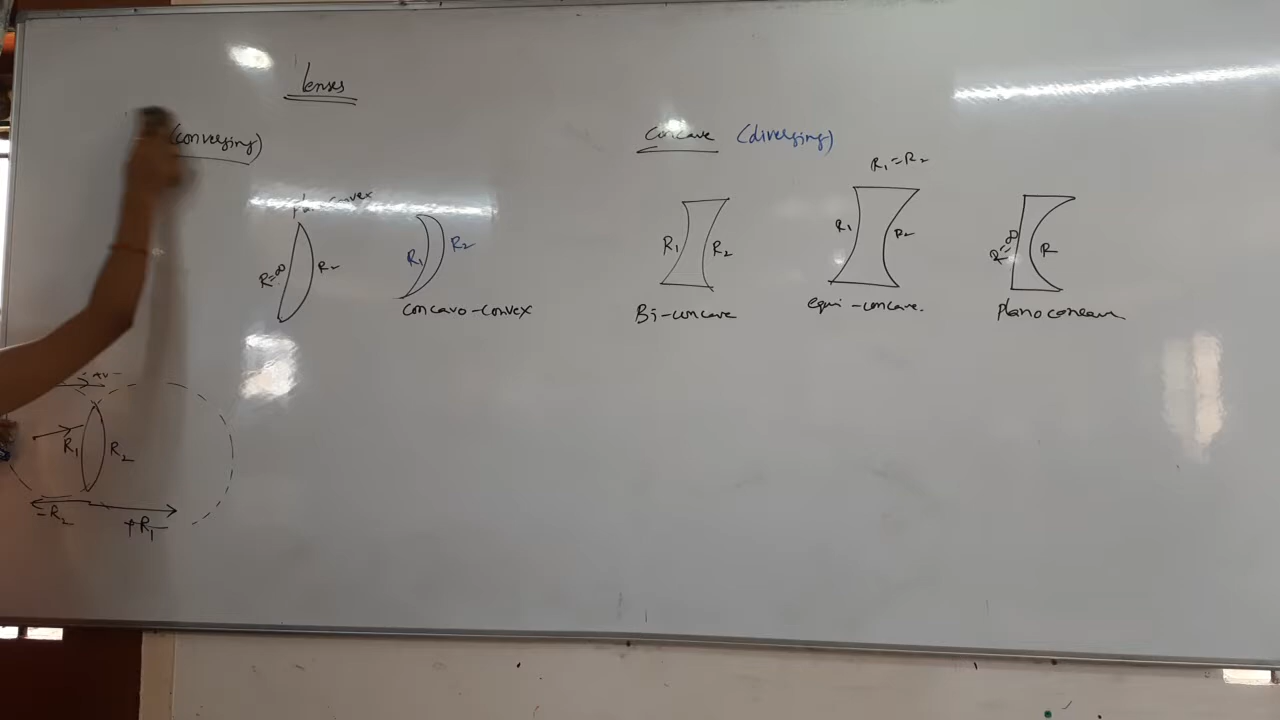 lenses
(converging)
concave (diverging)
R₁=R₂
R=∞ R₂
R₁ R₂
concavo-convex
R₁ R₂
Bi-concave
R₁ R₂
equi-concave.
R=∞ R
plano concave
R₁ R₂
-R₂
+R₁